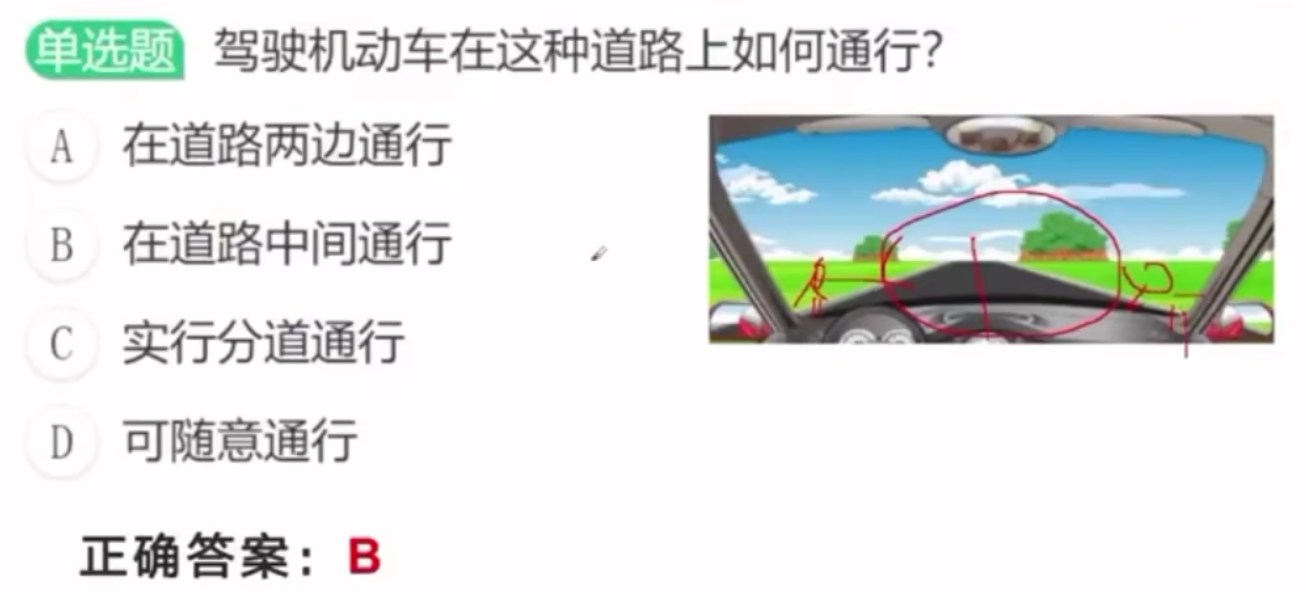 单选题 驾驶机动车在这种道路上如何通行?
A 在道路两边通行
B 在道路中间通行
C 实行分道通行
D 可随意通行
正确答案：B